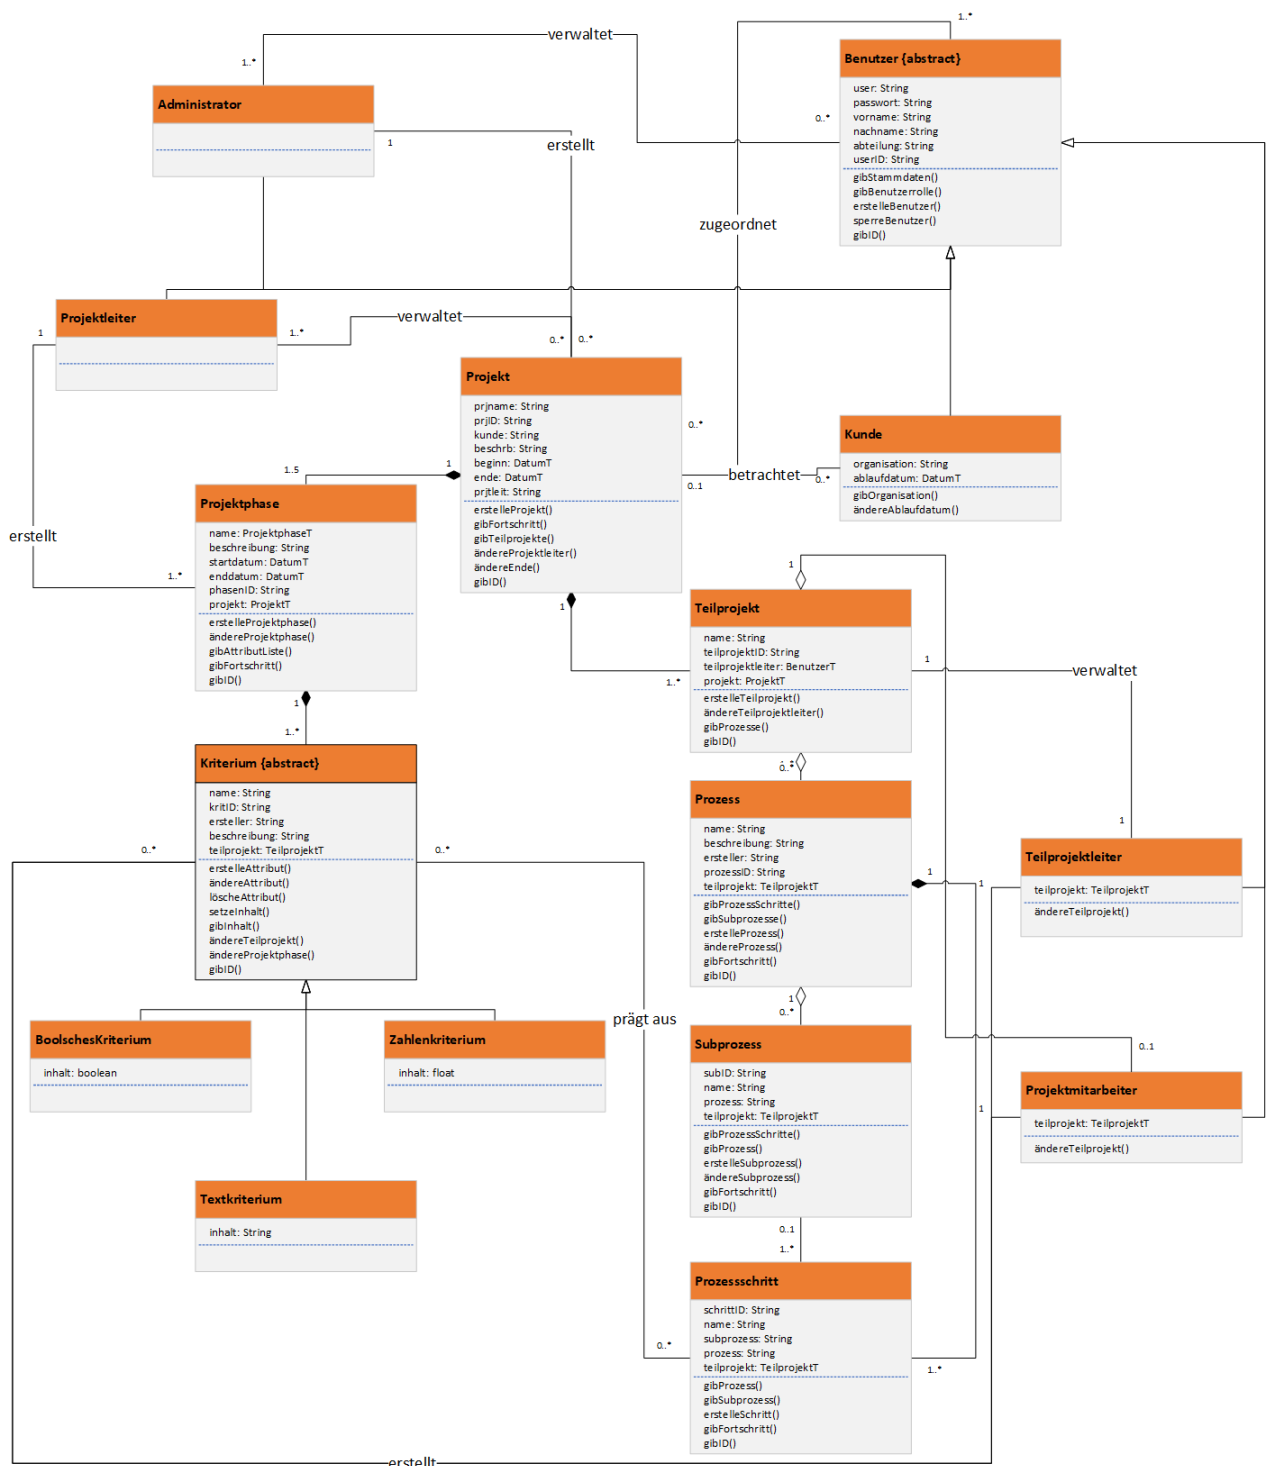 1..*
verwaltet
Benutzer {abstract}
1..*
user: String
passwort: String
vorname: String
nachname: String
abteilung: String
userID: String
gibStammdaten()
gibBenutzerrolle()
erstelleBenutzer()
sperreBenutzer()
gibID()
Administrator
0..*
1
erstellt
zugeordnet
Projektleiter
1
1..*
verwaltet
0..*
0..*
Projekt
prjname: String
prjID: String
kunde: String
beschrb: String
beginn: DatumT
ende: DatumT
prjtleit: String
erstelleProjekt()
gibFortschritt()
gibTeilprojekte()
ändereProjektleiter()
ändereEnde()
gibID()
0..*
betrachtet
0..1
0..*
Kunde
organisation: String
ablaufdatum: DatumT
gibOrganisation()
ändereAblaufdatum()
1
1..5
Projektphase
name: ProjektphaseT
beschreibung: String
startdatum: DatumT
enddatum: DatumT
phasenID: String
projekt: ProjektT
erstelleProjektphase()
ändereProjektphase()
gibAttributListe()
gibFortschritt()
gibID()
erstellt
1..*
1
1
1..*
Teilprojekt
name: String
teilprojektID: String
teilprojektleiter: BenutzerT
projekt: ProjektT
erstelleTeilprojekt()
ändereTeilprojektleiter()
gibProzesse()
gibID()
1
verwaltet
1
1
1..*
Kriterium {abstract}
name: String
kritID: String
ersteller: String
beschreibung: String
teilprojekt: TeilprojektT
erstelleAttribut()
ändereAttribut()
löscheAttribut()
setzeInhalt()
gibInhalt()
ändereTeilprojekt()
ändereProjektphase()
gibID()
0..*
0..*
0..*
Prozess
name: String
beschreibung: String
ersteller: String
prozessID: String
teilprojekt: TeilprojektT
gibProzessSchritte()
gibSubprozesse()
erstelleProzess()
ändereProzess()
gibFortschritt()
gibID()
1
1
Teilprojektleiter
teilprojekt: TeilprojektT
ändereTeilprojekt()
1
0..*
prägt aus
BoolschesKriterium
inhalt: boolean
Zahlenkriterium
inhalt: float
Subprozess
subID: String
name: String
prozess: String
teilprojekt: TeilprojektT
gibProzessSchritte()
gibProzess()
erstelleSubprozess()
ändereSubprozess()
gibFortschritt()
gibID()
0..1
1
Projektmitarbeiter
teilprojekt: TeilprojektT
ändereTeilprojekt()
Textkriterium
inhalt: String
0..1
1..*
Prozessschritt
schrittID: String
name: String
subprozess: String
prozess: String
teilprojekt: TeilprojektT
gibProzess()
gibSubprozess()
erstelleSchritt()
gibFortschritt()
gibID()
0..*
1..*
erstellt